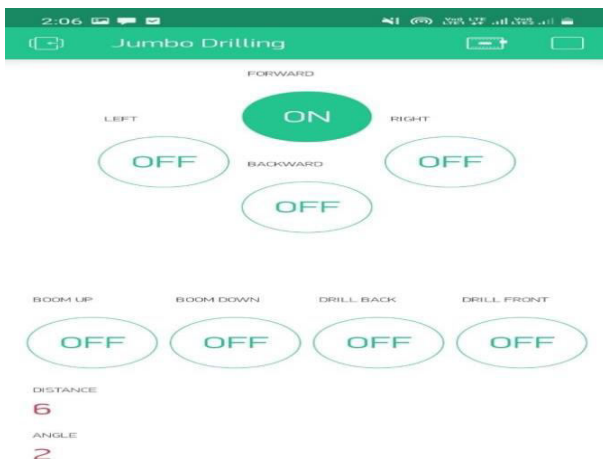 2:06
Jumbo Drilling
FORWARD
ON
LEFT
RIGHT
OFF
BACKWARD
OFF
OFF
BOOM UP BOOM DOWN DRILL BACK DRILL FRONT
OFF OFF OFF OFF
DISTANCE
6
ANGLE
2